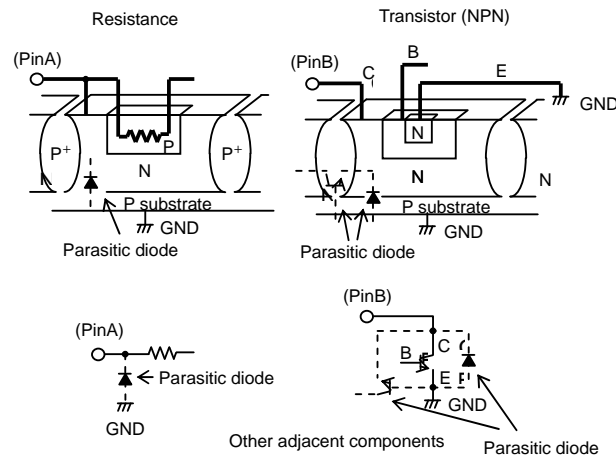 Resistance
Transistor (NPN)
(PinA)
P+
P
N
P+
P substrate
GND
Parasitic diode
(PinB)
C
B
E
GND
N
N
N
P substrate
GND
Parasitic diode
(PinA)
Parasitic diode
GND
(PinB)
B
C
E
GND
Other adjacent components
Parasitic diode